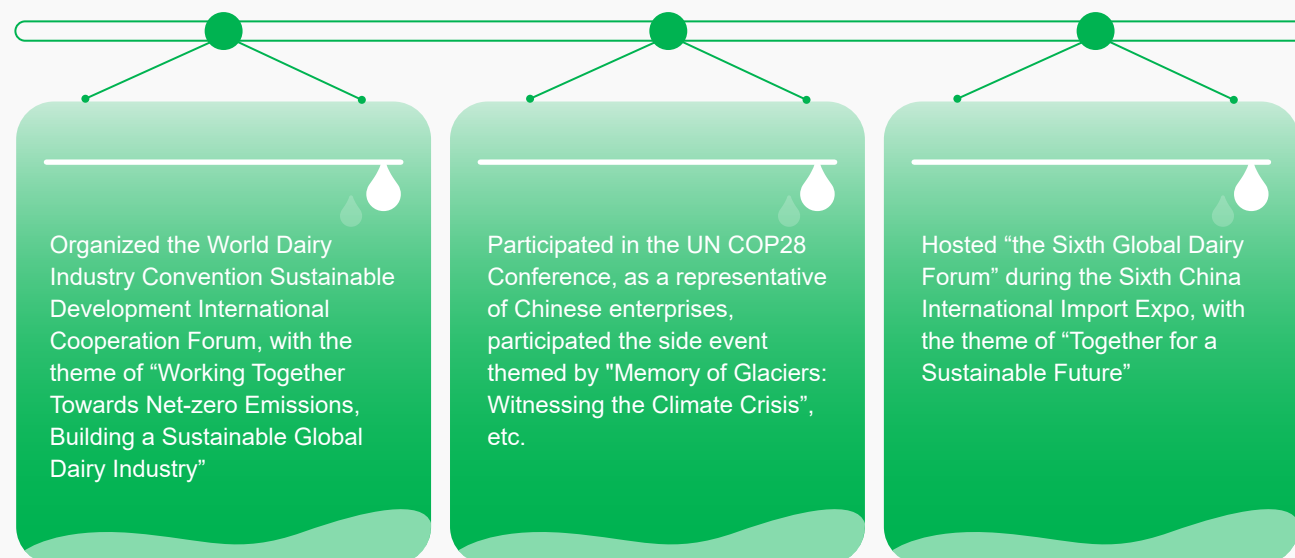 Organized the World Dairy
Industry Convention Sustainable
Development International
Cooperation Forum, with the
theme of “Working Together
Towards Net-zero Emissions,
Building a Sustainable Global
Dairy Industry”
Participated in the UN COP28
Conference, as a representative
of Chinese enterprises,
participated the side event
themed by "Memory of Glaciers:
Witnessing the Climate Crisis”,
etc.
Hosted “the Sixth Global Dairy
Forum” during the Sixth China
International Import Expo, with
the theme of “Together for a
Sustainable Future”